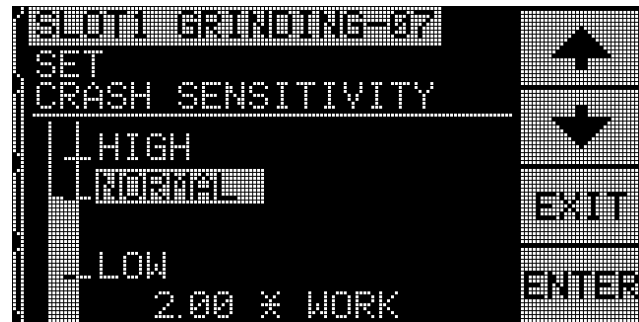 SLOT1 GRINDING-07
SET
CRASH SENSITIVITY
HIGH
NORMAL
LOW
2.00 X WORK
EXIT
ENTER